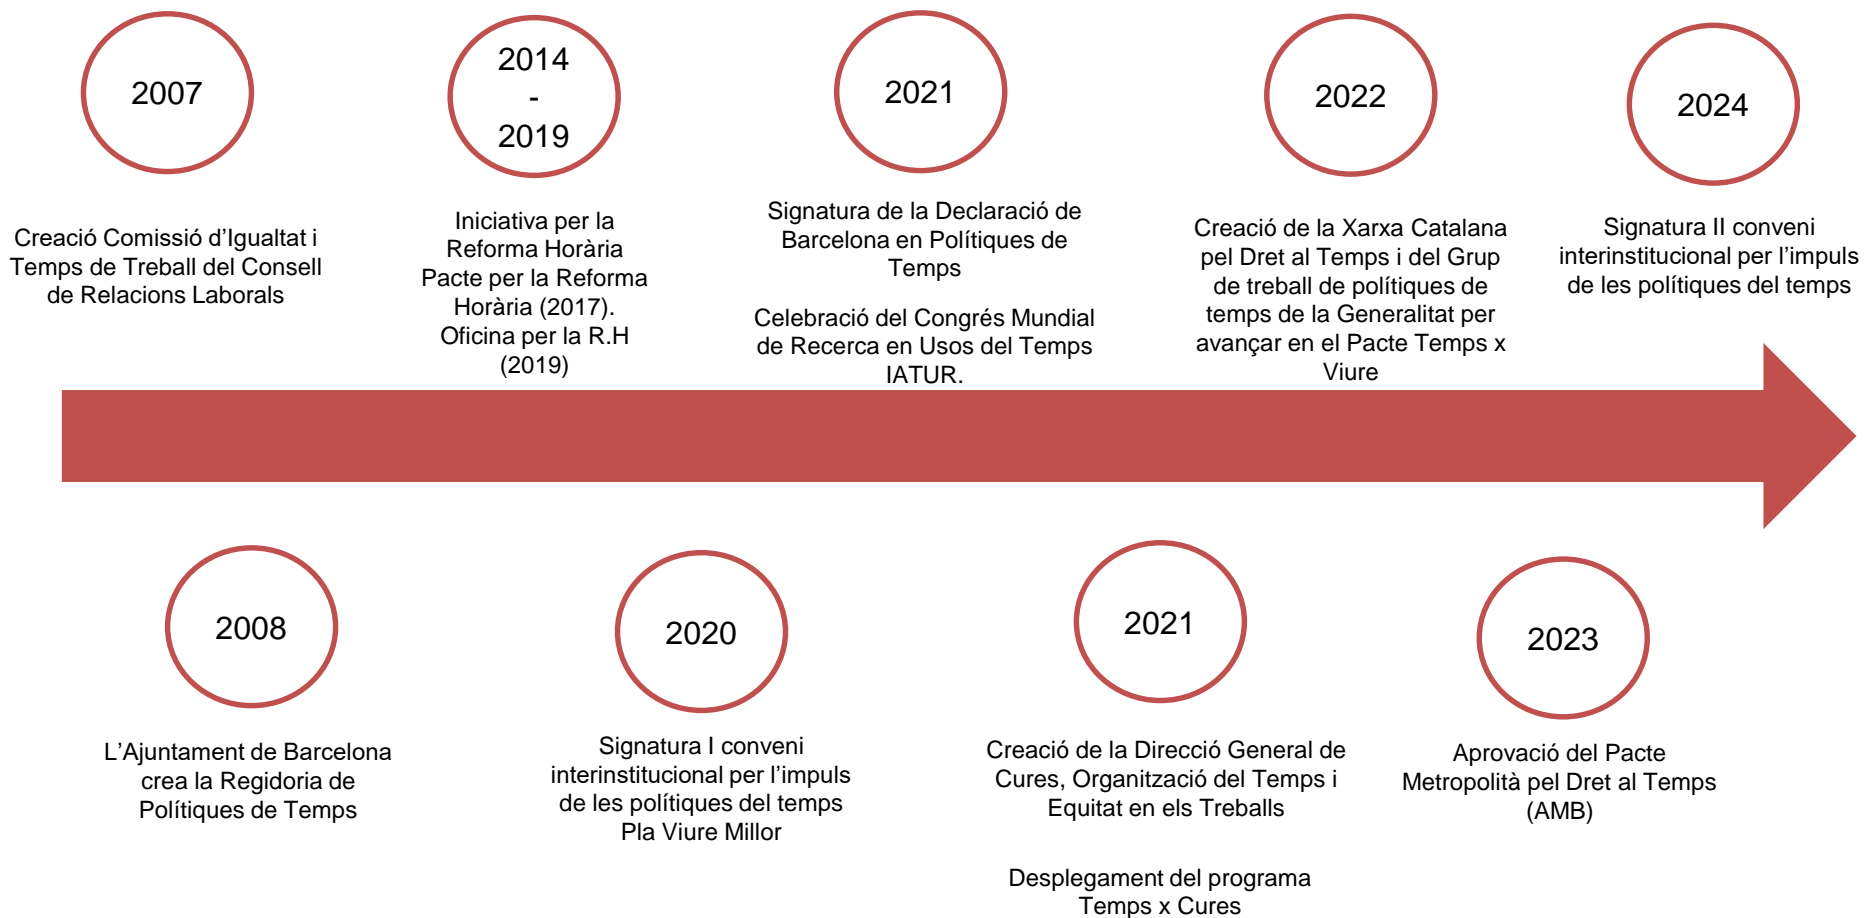 2007
Creació Comissió d’Igualtat i
Temps de Treball del Consell
de Relacions Laborals
2014
-
2019
Iniciativa per la
Reforma Horària
Pacte per la Reforma
Horària (2017).
Oficina per la R.H
(2019)
2021
Signatura de la Declaració de
Barcelona en Polítiques de
Temps
Celebració del Congrés Mundial
de Recerca en Usos del Temps
IATUR.
2022
Creació de la Xarxa Catalana
pel Dret al Temps i del Grup
de treball de polítiques de
temps de la Generalitat per
avançar en el Pacte Temps x
Viure
2024
Signatura II conveni
interinstitucional per l’impuls
de les polítiques del temps
2008
L’Ajuntament de Barcelona
crea la Regidoria de
Polítiques de Temps
2020
Signatura I conveni
interinstitucional per l’impuls
de les polítiques del temps
Pla Viure Millor
2021
Creació de la Direcció General de
Cures, Organització del Temps i
Equitat en els Treballs
Desplegament del programa
Temps x Cures
2023
Aprovació del Pacte
Metropolità pel Dret al Temps
(AMB)